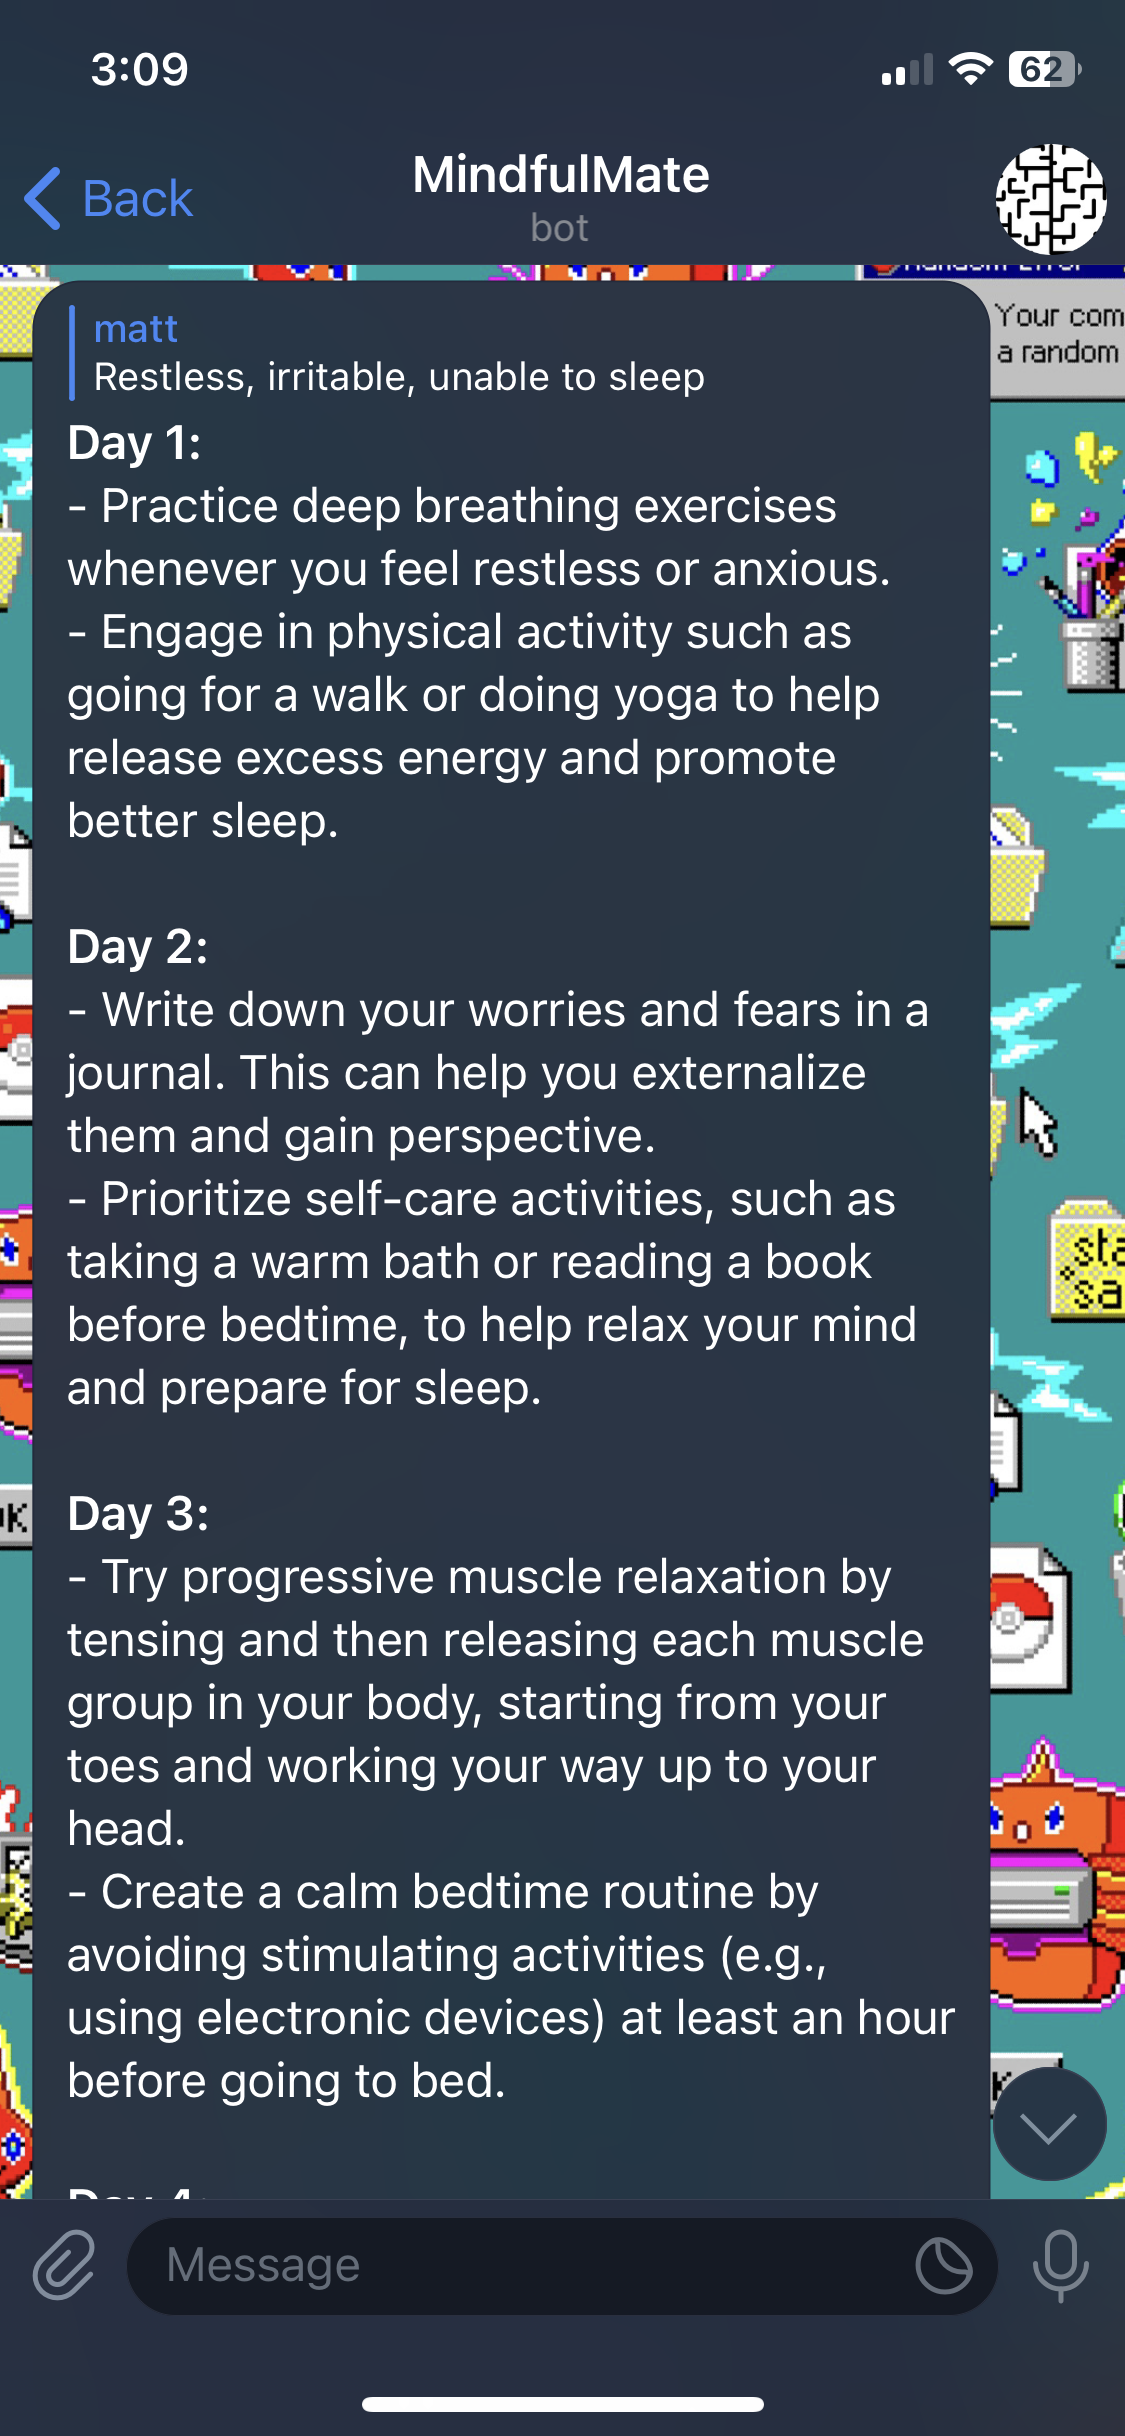 3:09
62
Back
MindfulMate
bot
Your com
a random
matt
Restless, irritable, unable to sleep
Day 1:
- Practice deep breathing exercises
whenever you feel restless or anxious.
- Engage in physical activity such as
going for a walk or doing yoga to help
release excess energy and promote
better sleep.
Day 2:
- Write down your worries and fears in a
journal. This can help you externalize
them and gain perspective.
- Prioritize self-care activities, such as
taking a warm bath or reading a book
before bedtime, to help relax your mind
and prepare for sleep.
sta
sa
Day 3:
- Try progressive muscle relaxation by
tensing and then releasing each muscle
group in your body, starting from your
toes and working your way up to your
head.
- Create a calm bedtime routine by
avoiding stimulating activities (e.g.,
using electronic devices) at least an hour
before going to bed.
Day 4:
Message